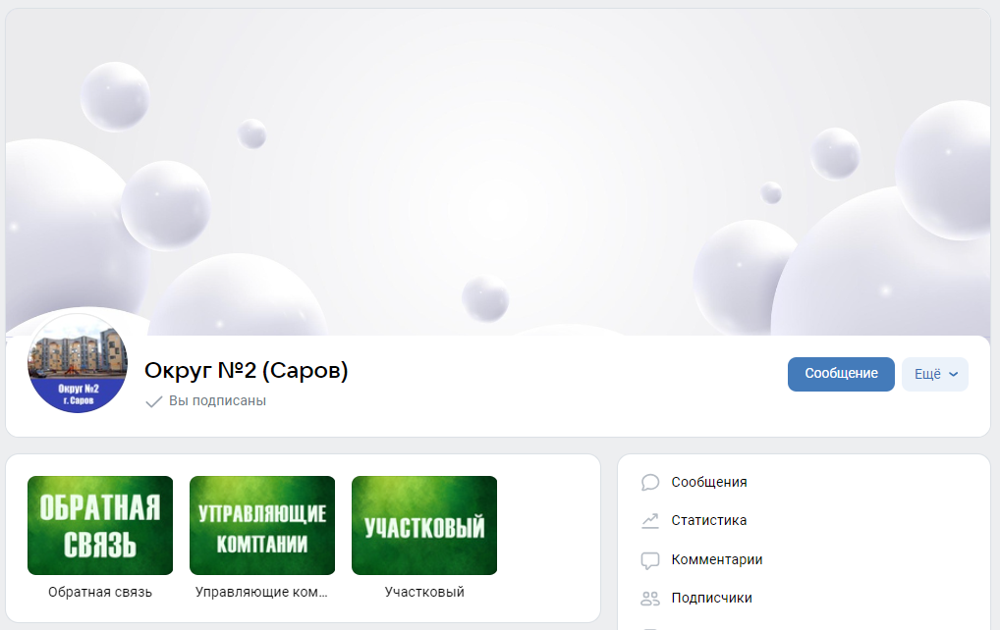 Округ №2
г. Саров
Округ №2 (Саров)
Вы подписаны
Сообщение
Ещё
ОБРАТНАЯ
СВЯЗЬ
Обратная связь
УПРАВЛЯЮЩИЕ
КОМПАНИИ
Управляющие ком...
УЧАСТКОВЫЙ
Участковый
Сообщения
Статистика
Комментарии
Подписчики